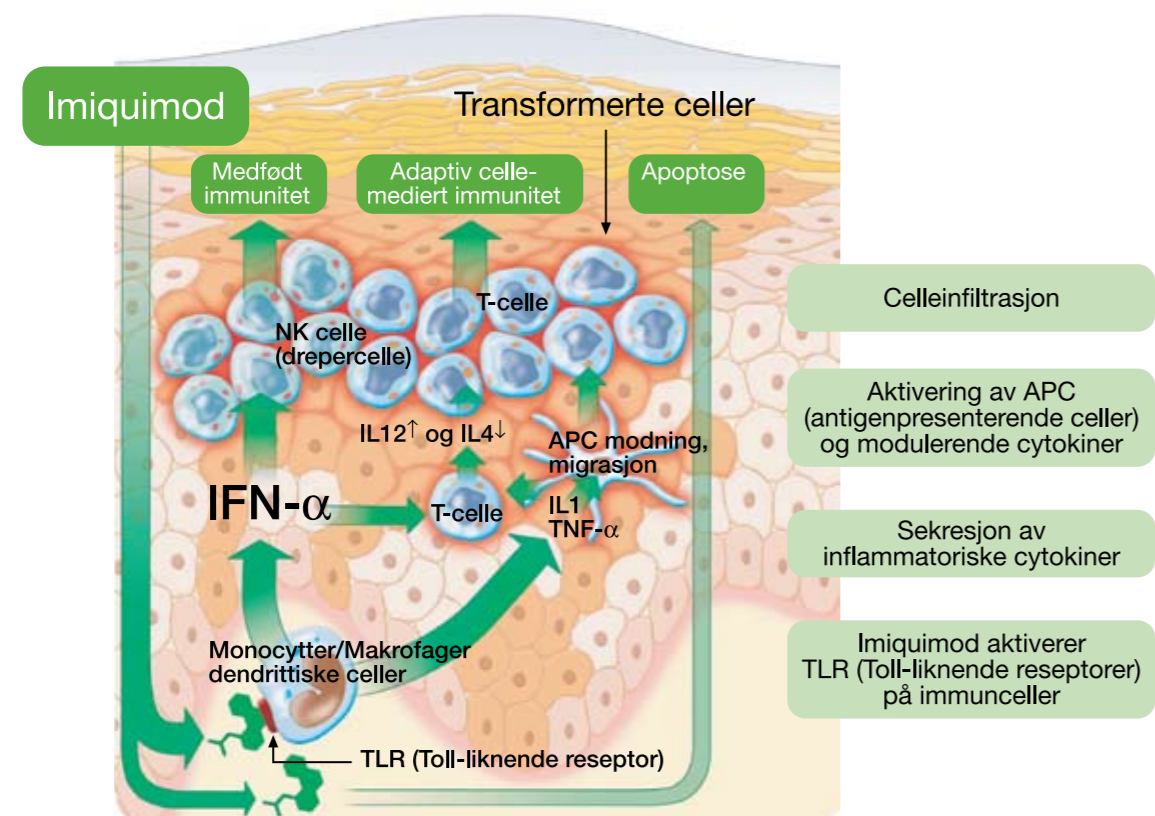 Imiquimod
Transformerte celler
Medfødt
immunitet
Adaptiv celle-
mediert immunitet
Apoptose
T-celle
NK celle
(drepercelle)
IL12↑ og IL4↓
APC modning,
migrasjon
IFN-α
T-celle
IL1
TNF-α
Monocytter/Makrofager
dendrittiske celler
TLR (Toll-liknende reseptor)
Celleinfiltrasjon
Aktivering av APC
(antigenpresenterende celler)
og modulerende cytokiner
Sekresjon av
inflammatoriske cytokiner
Imiquimod aktiverer
TLR (Toll-liknende reseptorer)
på immunceller